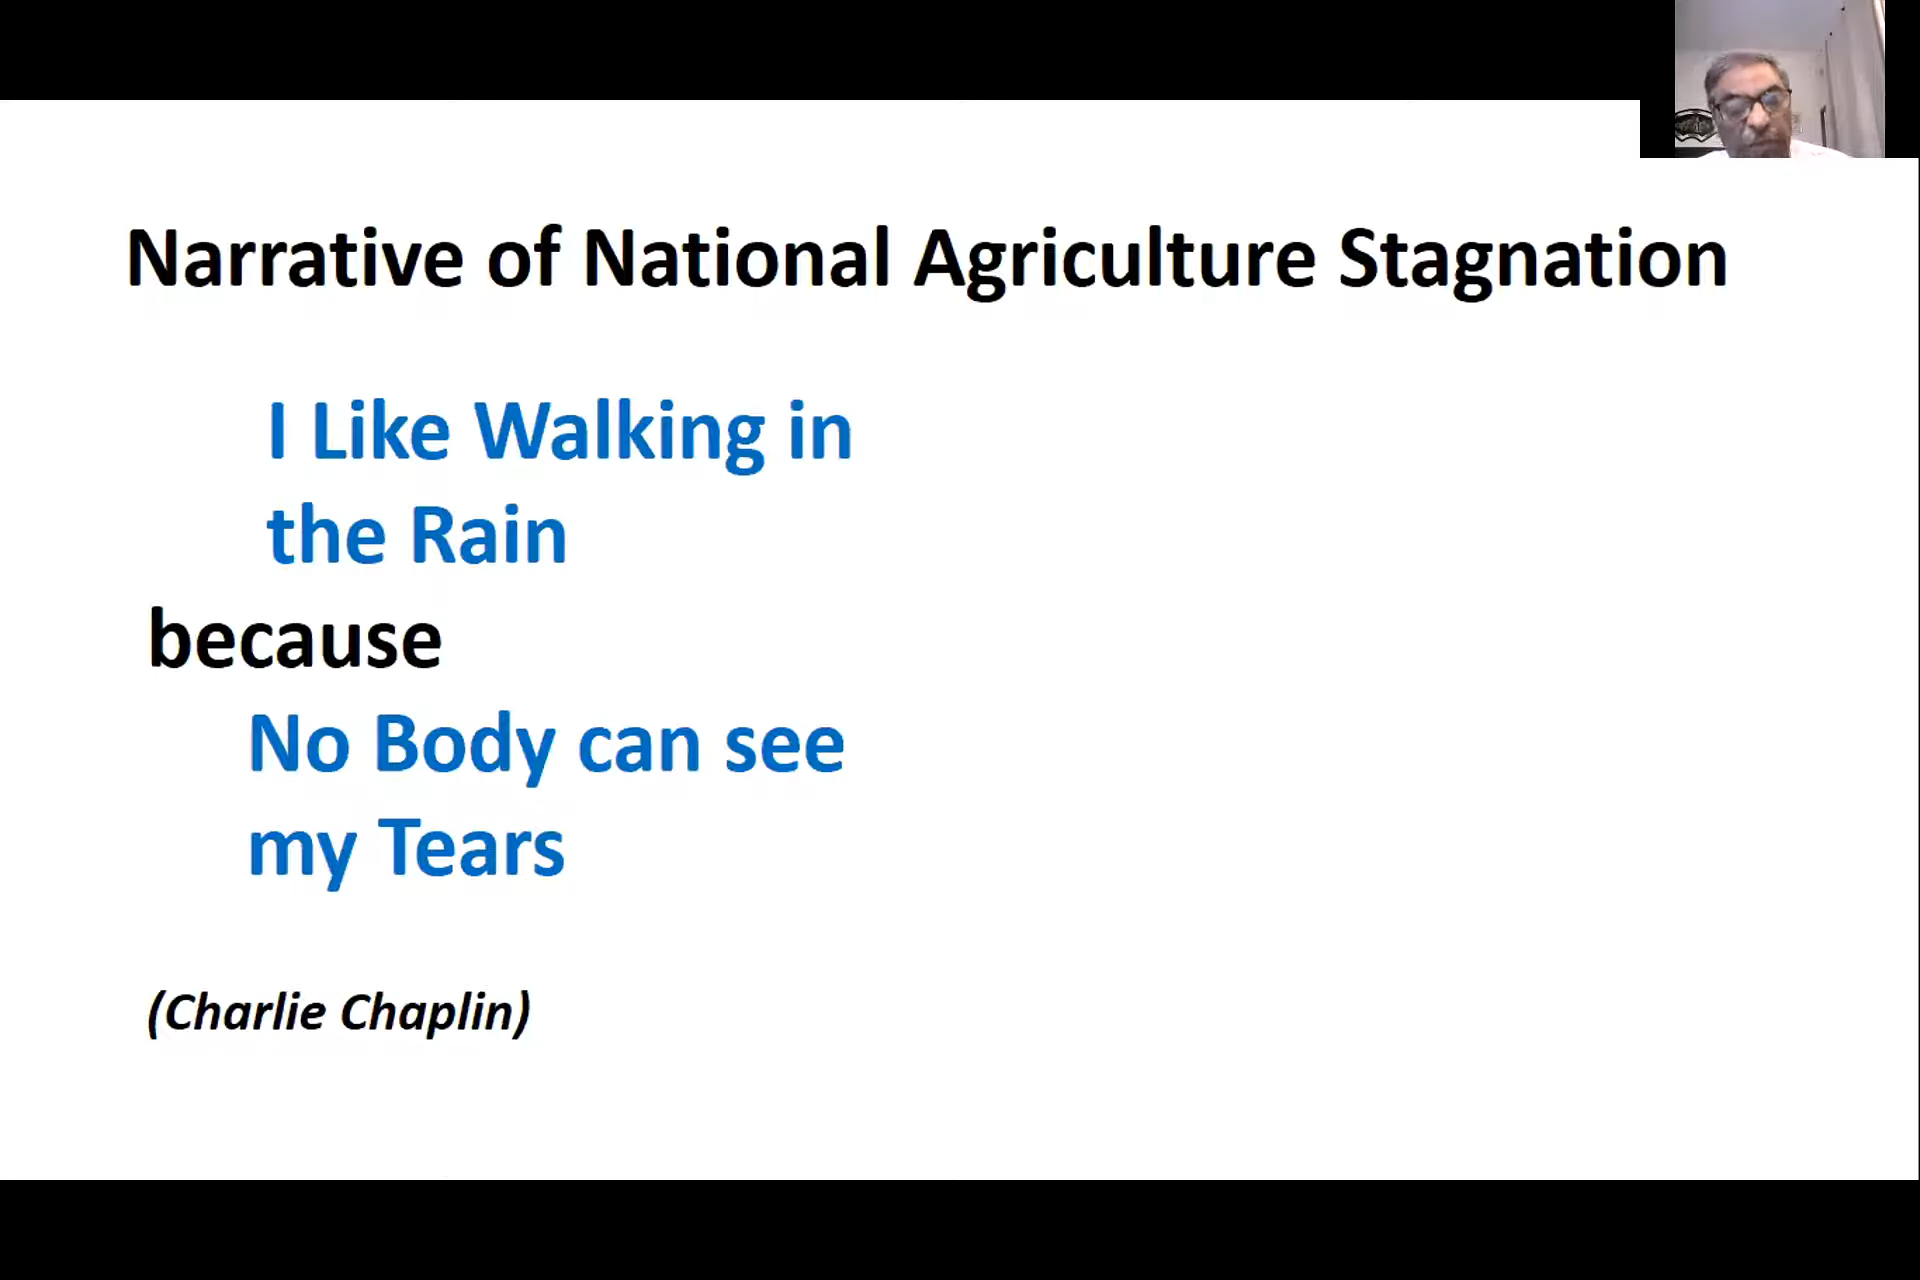 Narrative of National Agriculture Stagnation
I Like Walking in
the Rain
because
No Body can see
my Tears
(Charlie Chaplin)